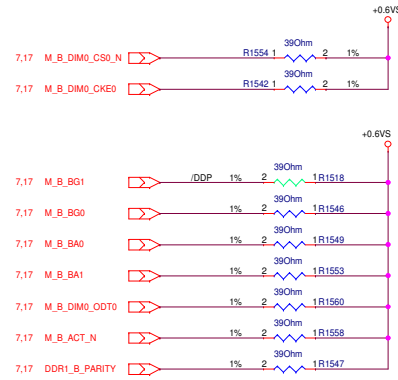 +0.6VS
39Ohm
7,17 M_B_DIM0_CS0_N R1554 1 2 1%
39Ohm
7,17 M_B_DIM0_CKE0 R1542 1 2 1%
+0.6VS
39Ohm
7,17 M_B_BG1 /DDP 1% 2 1 R1518
39Ohm
7,17 M_B_BG0 1% 2 1 R1546
39Ohm
7,17 M_B_BA0 1% 2 1 R1549
39Ohm
7,17 M_B_BA1 1% 2 1 R1553
39Ohm
7,17 M_B_DIM0_ODT0 1% 2 1 R1560
39Ohm
7,17 M_B_ACT_N 1% 2 1 R1558
39Ohm
7,17 DDR1_B_PARITY 1% 2 1 R1547